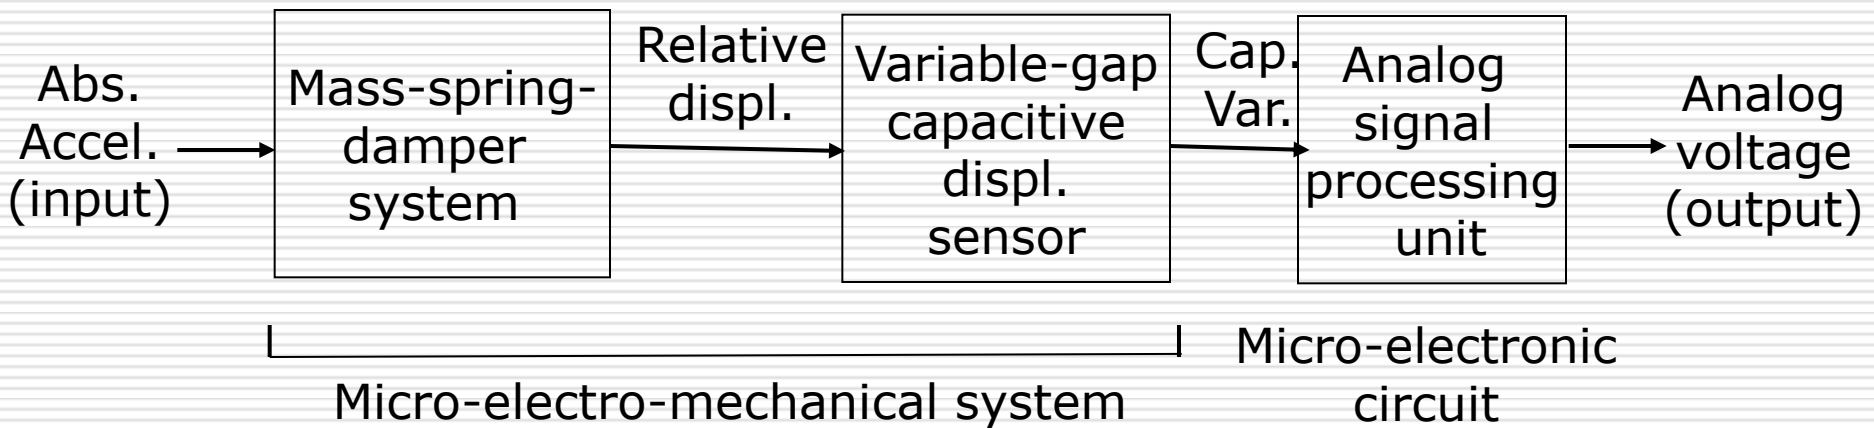 Abs.
Accel.
(input)
Mass-spring-
damper
system
Relative
displ.
Variable-gap
capacitive
displ.
sensor
Cap.
Var.
Analog
signal
processing
unit
Analog
voltage
(output)
Micro-electro-mechanical system
Micro-electronic
circuit